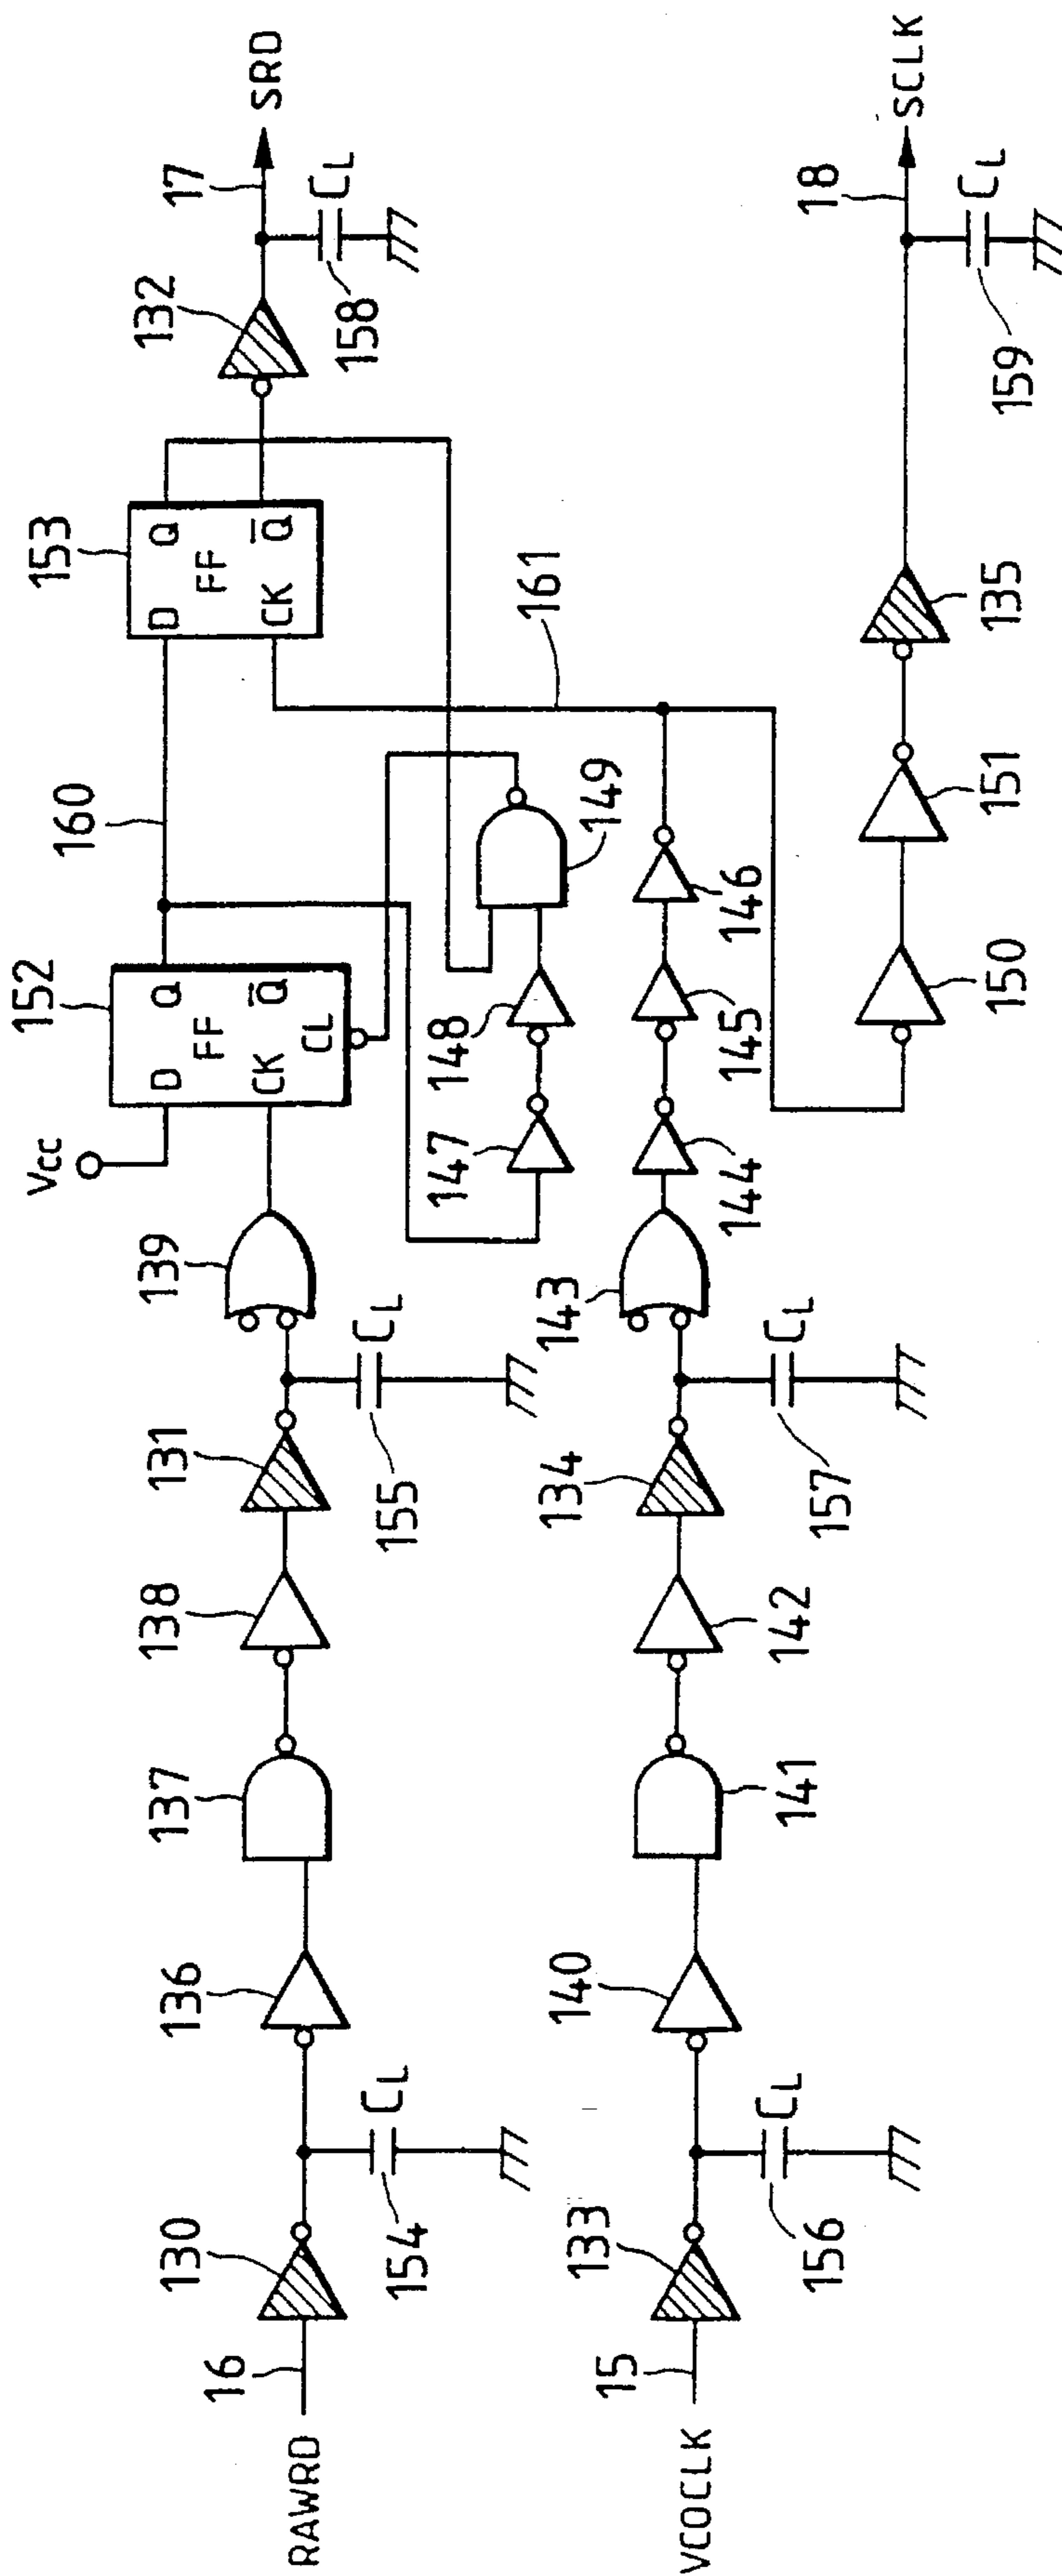 RAWRD
16
130
154
CL
136
137
138
131
155
CL
139
Vcc
152
D
Q
FF
CK
Q̅
CL
160
153
D
Q
FF
CK
Q̅
132
158
CL
17
SRD
147
148
149
161
VCOCLK
15
133
156
CL
140
141
142
134
157
CL
143
144
145
146
150
151
135
159
CL
18
SCLK